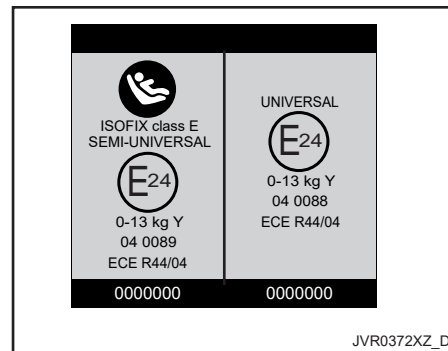 ISOFIX class E
SEMI-UNIVERSAL
E24
0-13 kg Y
04 0089
ECE R44/04
0000000
UNIVERSAL
E24
0-13 kg Y
04 0088
ECE R44/04
0000000
JVR0372XZ_D